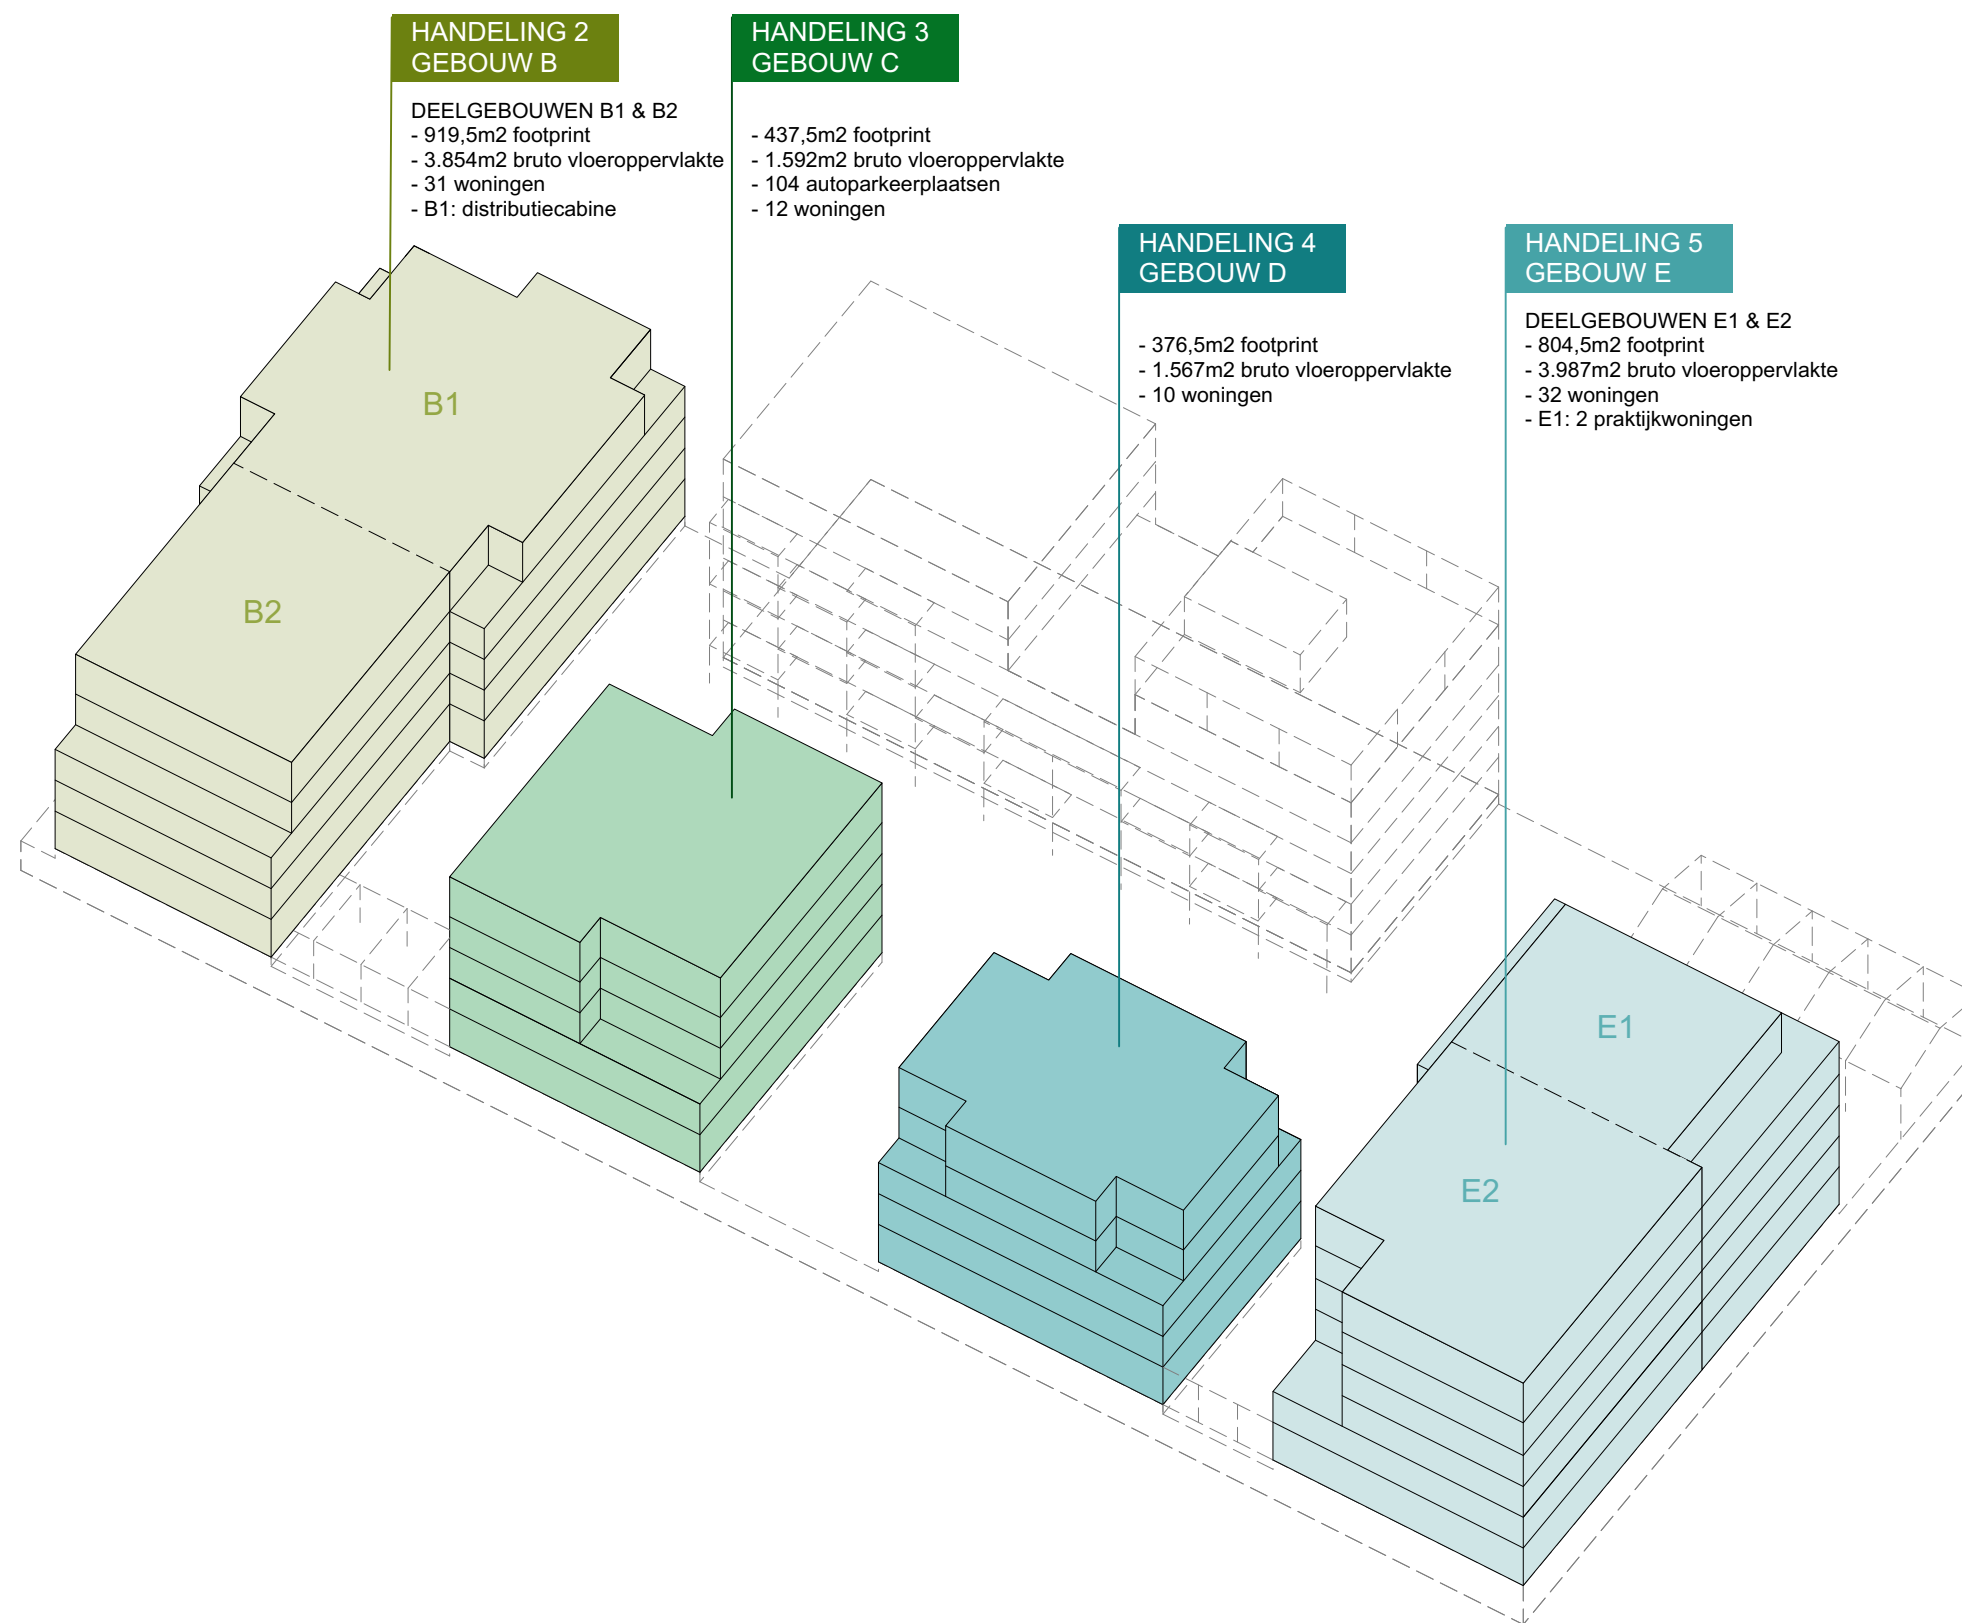 HANDELING 2
GEBOUW B
DEELGEBOUWEN B1 & B2
- 919,5m2 footprint
- 3.854m2 bruto vloeroppervlakte
- 31 woningen
- B1: distributiecabine
HANDELING 3
GEBOUW C
- 437,5m2 footprint
- 1.592m2 bruto vloeroppervlakte
- 104 autoparkeerplaatsen
- 12 woningen
HANDELING 4
GEBOUW D
- 376,5m2 footprint
- 1.567m2 bruto vloeroppervlakte
- 10 woningen
HANDELING 5
GEBOUW E
DEELGEBOUWEN E1 & E2
- 804,5m2 footprint
- 3.987m2 bruto vloeroppervlakte
- 32 woningen
- E1: 2 praktijkwoningen
B1
B2
E1
E2